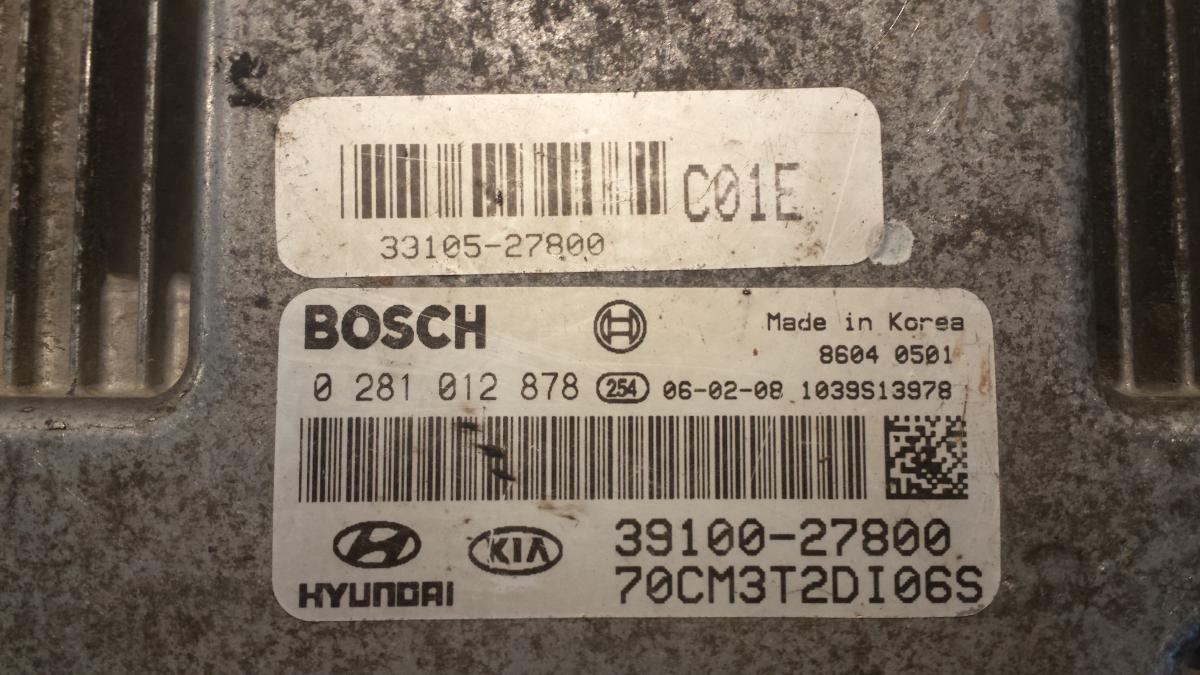 C01E
33105-27800
BOSCH
Made in Korea
8604 0501
0 281 012 878 254 06-02-08 1039S13978
39100-27800
HYUNDAI KIA 70CM3T2DI06S